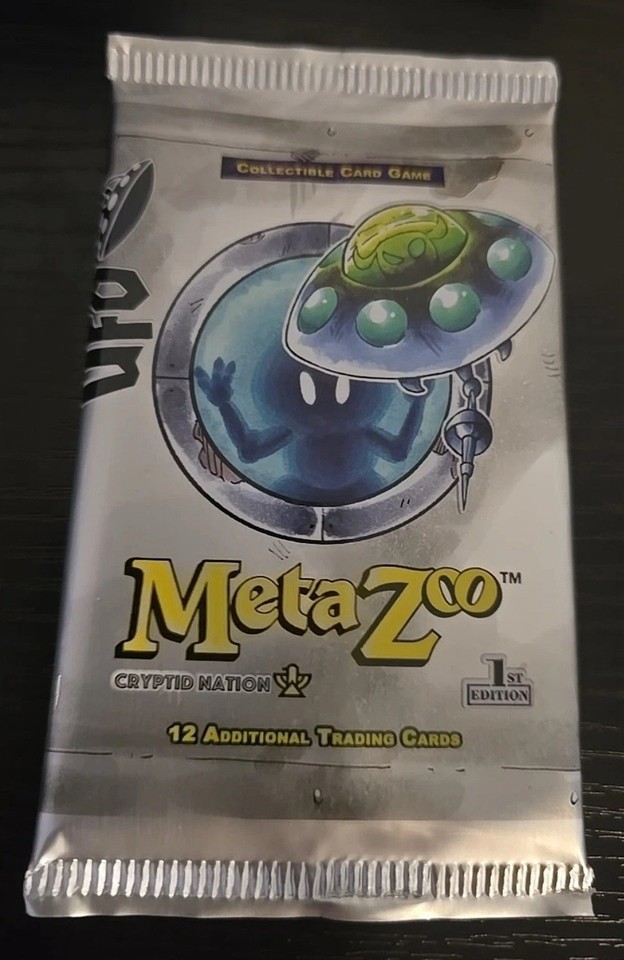 COLLECTIBLE CARD GAME
UFO
MetaZoo™
CRYPTID NATION
1ST
EDITION
12 ADDITIONAL TRADING CARDS